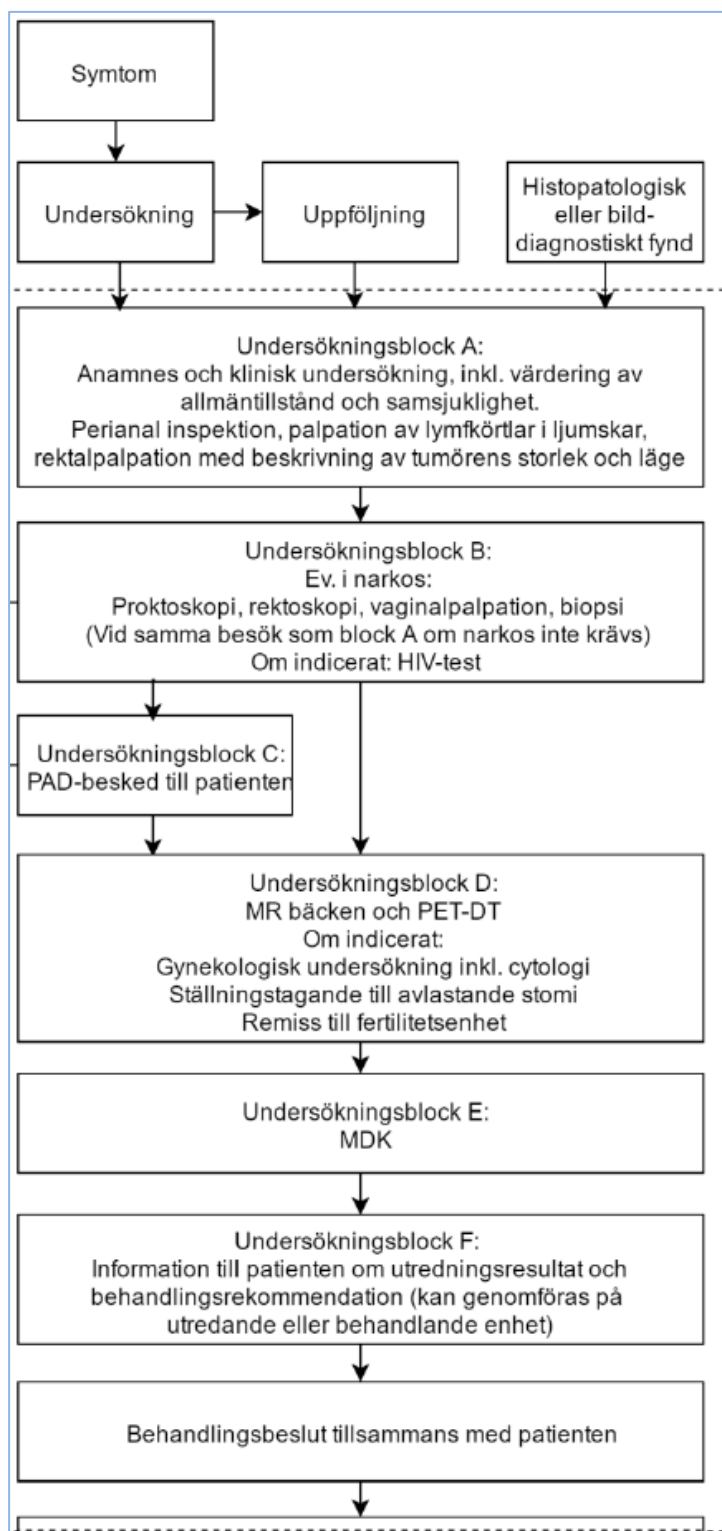 Symtom
Undersökning
Uppföljning
Histopatologisk
eller bild-
diagnostiskt fynd
Undersökningsblock A:
Anamnes och klinisk undersökning, inkl. värdering av
allmäntillstånd och samsjuklighet.
Perianal inspektion, palpation av lymfkörtlar i ljumskar,
rektalpalpation med beskrivning av tumörens storlek och läge
Undersökningsblock B:
Ev. i narkos:
Proktoskopi, rektoskopi, vaginalpalpation, biopsi
(Vid samma besök som block A om narkos inte krävs)
Om indicerat: HIV-test
Undersökningsblock C:
PAD-besked till patienten
Undersökningsblock D:
MR bäcken och PET-DT
Om indicerat:
Gynekologisk undersökning inkl. cytologi
Ställningstagande till avlastande stomi
Remiss till fertilitetsenhet
Undersökningsblock E:
MDK
Undersökningsblock F:
Information till patienten om utredningsresultat och
behandlingsrekommendation (kan genomföras på
utredande eller behandlande enhet)
Behandlingsbeslut tillsammans med patienten